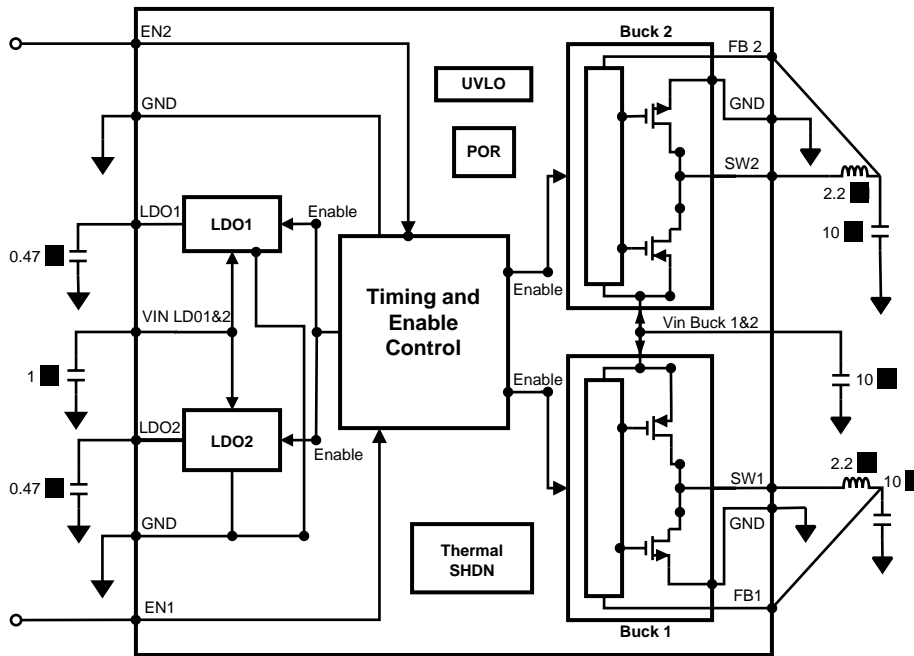 EN2
Buck 2
FB 2
UVLO
GND
GND
POR
SW2
LDO1
LDO1
Enable
2.2
10
0.47
Timing and
Enable
Control
Enable
VIN LD01&2
Vin Buck 1&2
1
Enable
10
LDO2
LDO2
Enable
2.2
10
SW1
0.47
GND
GND
Thermal
SHDN
EN1
FB1
Buck 1